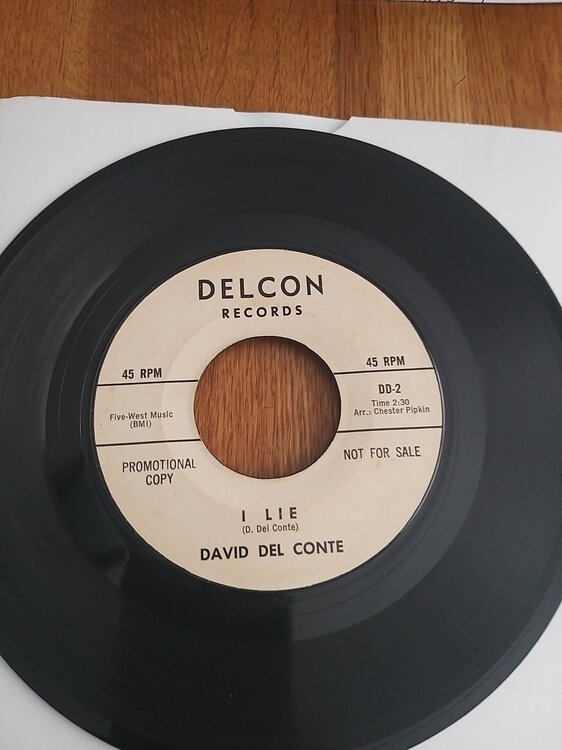 DELCON
RECORDS
45 RPM
45 RPM
Five-West Music
(BMI)
DD-2
Time 2:30
Arr.: Chester Pipkin
PROMOTIONAL
COPY
NOT FOR SALE
I LIE
(D. Del Conte)
DAVID DEL CONTE